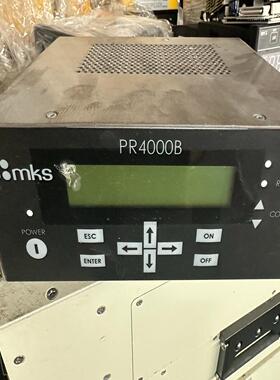 PR4000B
mks
POWER
ESC
ON
ENTER
OFF